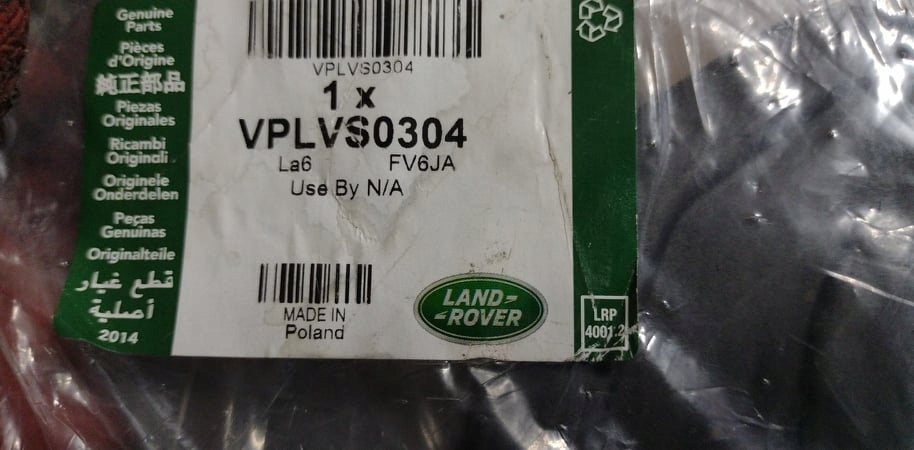 Genuine
Parts
Pièces
d'Origine
純正部品
Piezas
Originales
Ricambi
Originali
Originele
Onderdelen
Peças
Genuinas
Originalteile
قطع غيار
أصلية
2014
VPLVS0304
1 x
VPLVS0304
La6 FV6JA
Use By N/A
MADE IN
Poland
LAND
ROVER
LRP
4001.2